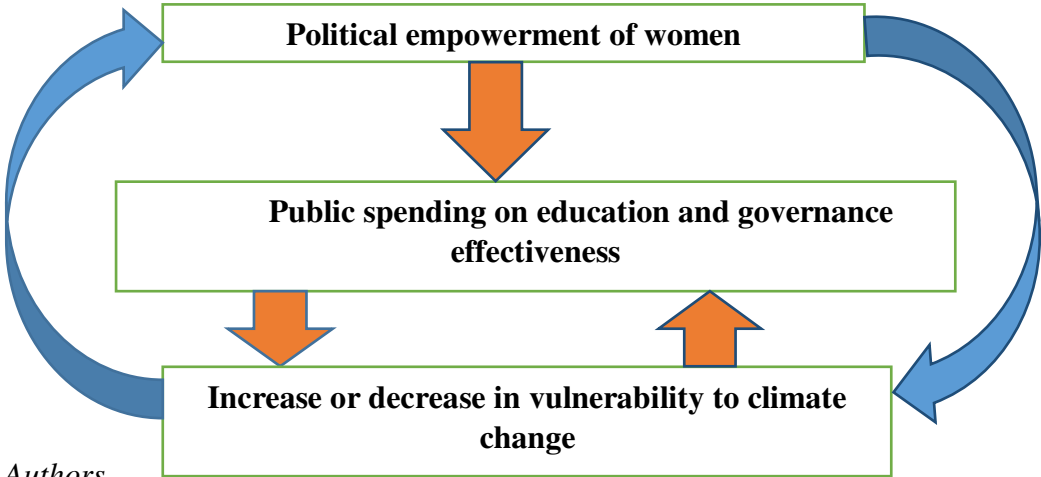 Political empowerment of women
Public spending on education and governance
effectiveness
Increase or decrease in vulnerability to climate
change
Authors